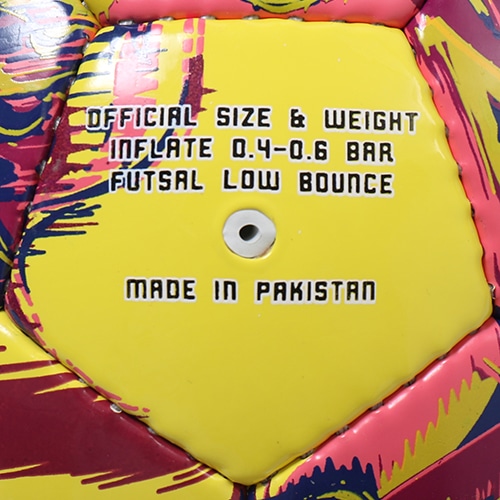 OFFICIAL SIZE & WEIGHT
INFLATE 0.4-0.6 BAR
FUTSAL LOW BOUNCE
MADE IN PAKISTAN